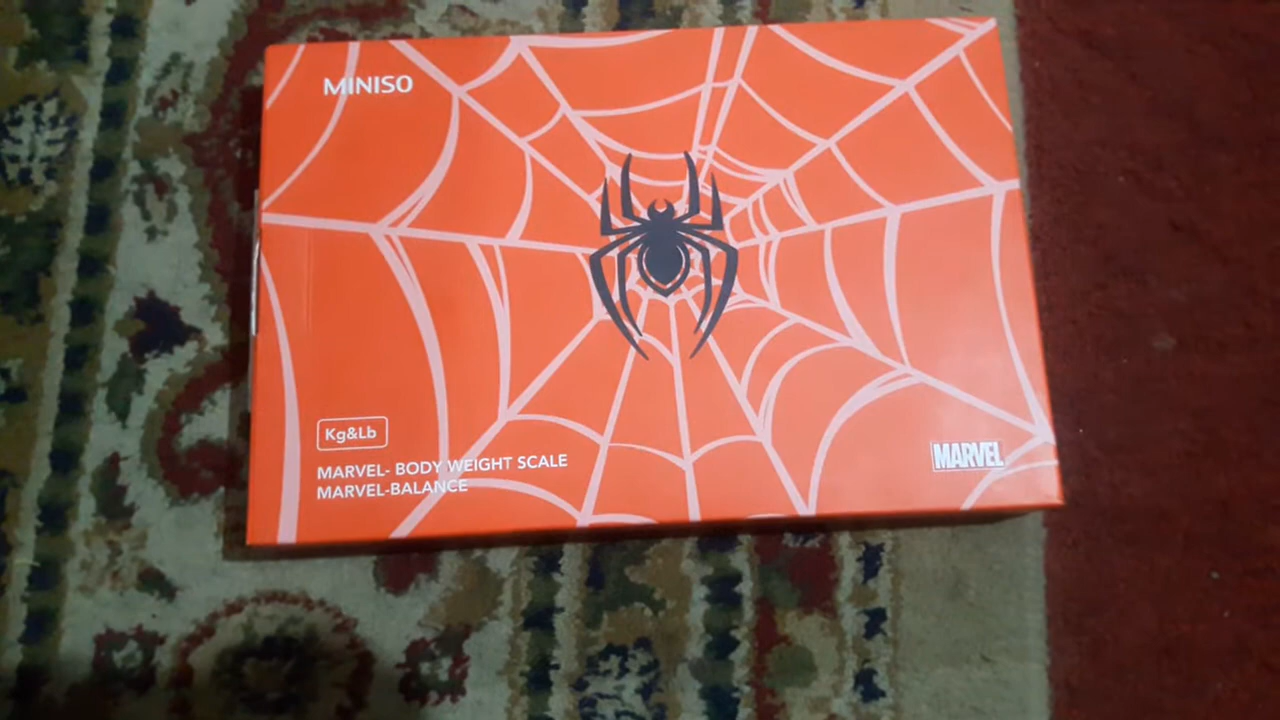 MINISO
Kg&Lb
MARVEL- BODY WEIGHT SCALE
MARVEL-BALANCE
MARVEL